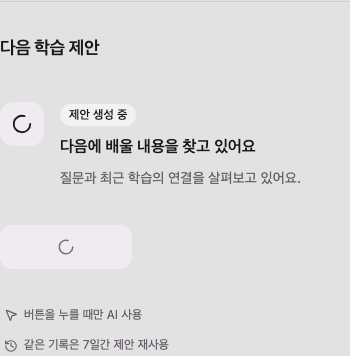 다음 학습 제안
제안 생성 중
다음에 배울 내용을 찾고 있어요
질문과 최근 학습의 연결을 살펴보고 있어요.
버튼을 누를 때만 AI 사용
같은 기록은 7일간 제안 재사용